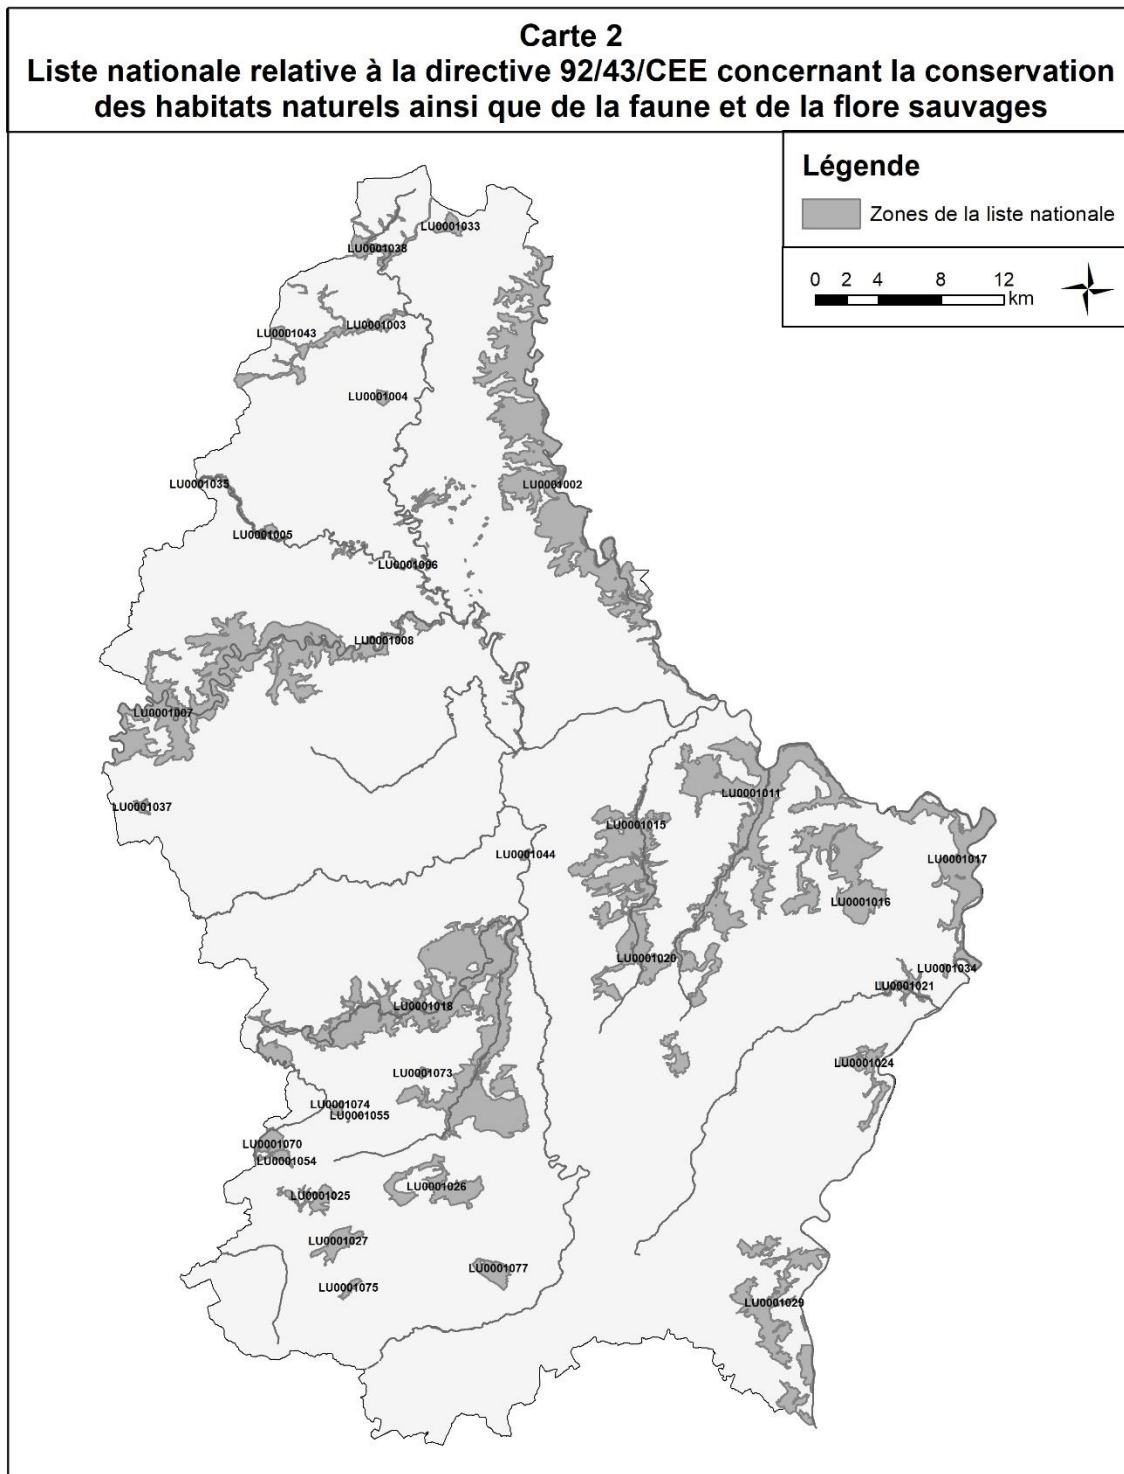 Carte 2
Liste nationale relative à la directive 92/43/CEE concernant la conservation
des habitats naturels ainsi que de la faune et de la flore sauvages
Légende
Zones de la liste nationale
0 2 4 8 12
km
LU0001033
LU0001038
LU0001003
LU0001043
LU0001004
LU0001035
LU0001002
LU0001005
LU0001006
LU0001008
LU0001007
LU0001037
LU0001011
LU0001015
LU0001044
LU0001017
LU0001016
LU0001020
LU0001034
LU0001021
LU0001018
LU0001024
LU0001073
LU0001074
LU0001055
LU0001070
LU0001054
LU0001026
LU0001025
LU0001027
LU0001077
LU0001075
LU0001029